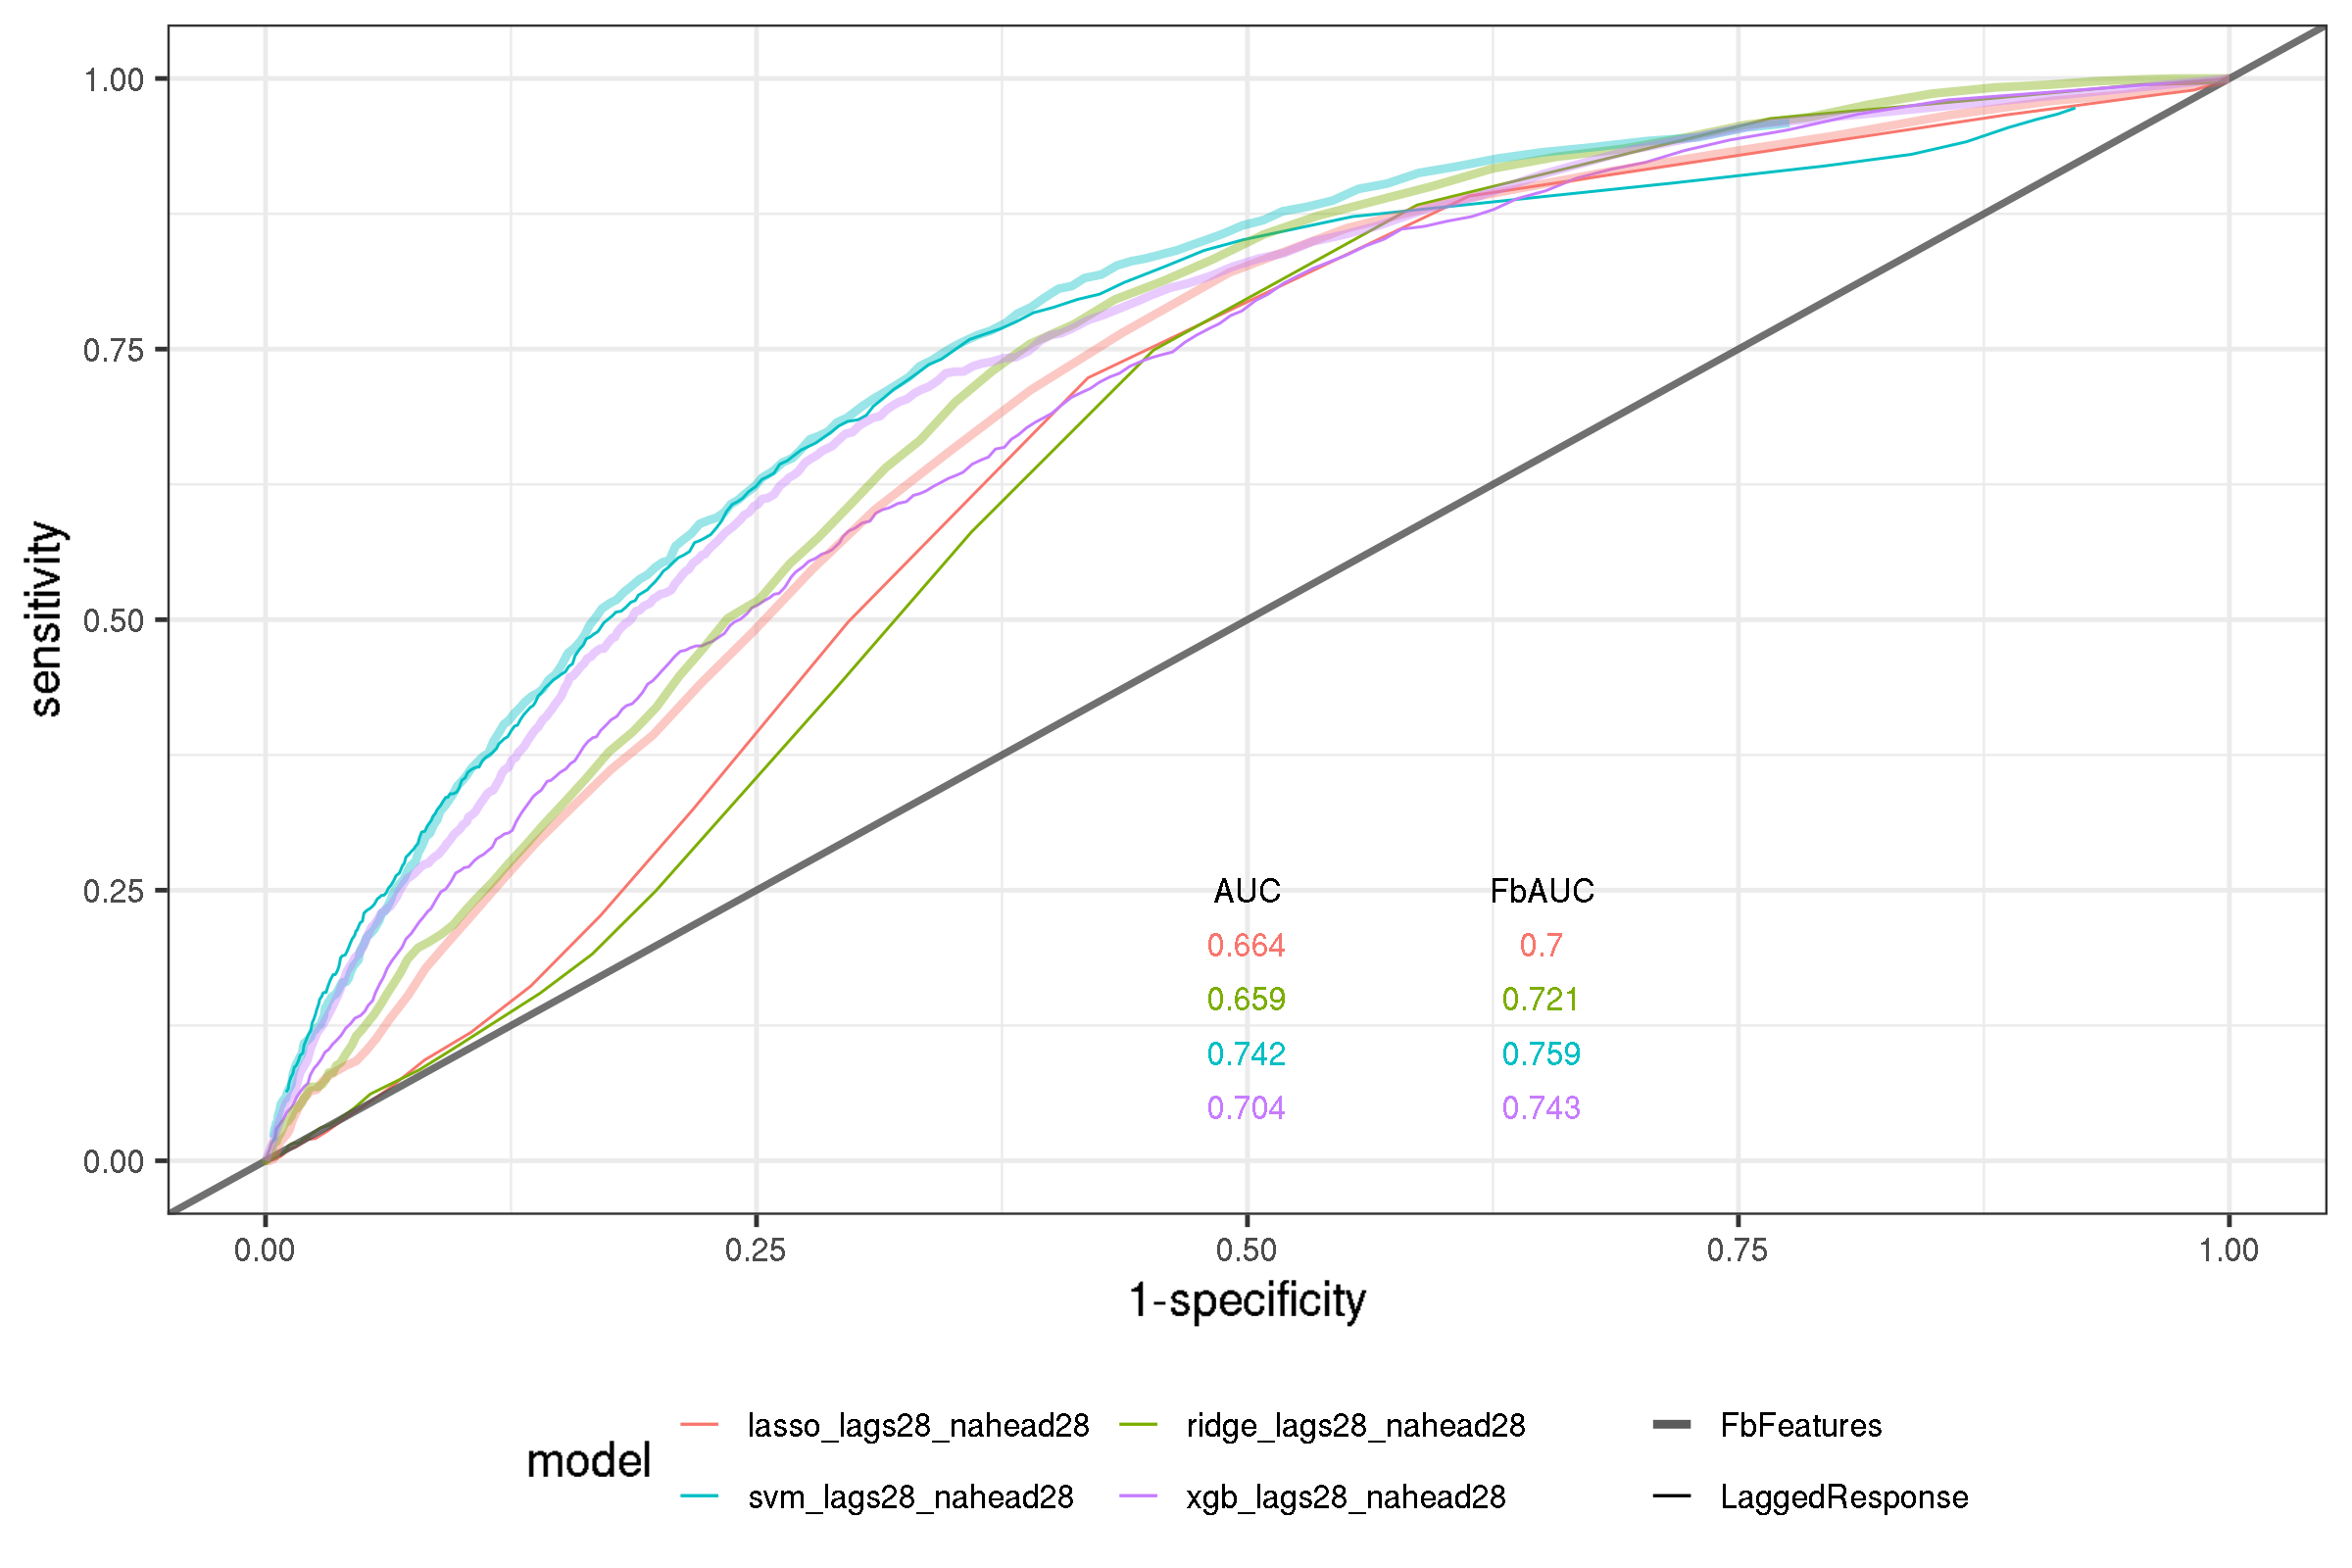 1.00
0.75
0.50
0.25
0.00
sensitivity
AUC FbAUC
0.664 0.7
0.659 0.721
0.742 0.759
0.704 0.743
0.00 0.25 0.50 0.75 1.00
1-specificity
model
lasso_lags28_nahead28 ridge_lags28_nahead28 FbFeatures
svm_lags28_nahead28 xgb_lags28_nahead28 LaggedResponse